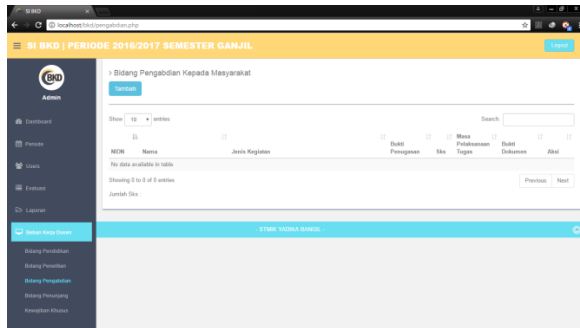 SI BKD
localhost/bkd/pengabdian.php
SI BKD | PERIODE 2016/2017 SEMESTER GANJIL
Logout
BKD
Admin
Dashboard
Periode
Users
Evaluasi
Laporan
Beban Kerja Dosen
Bidang Pendidikan
Bidang Penelitian
Bidang Pengabdian
Bidang Penunjang
Kewajiban Khusus
› Bidang Pengabdian Kepada Masyarakat
Tambah
Show 10 entries
Search:
NIDN Nama Jenis Kegiatan Bukti Penugasan Sks Masa Pelaksanaan Tugas Bukti Dokumen Aksi
No data available in table
Showing 0 to 0 of 0 entries
Previous Next
Jumlah Sks :
- STMIK YADIKA BANGIL -